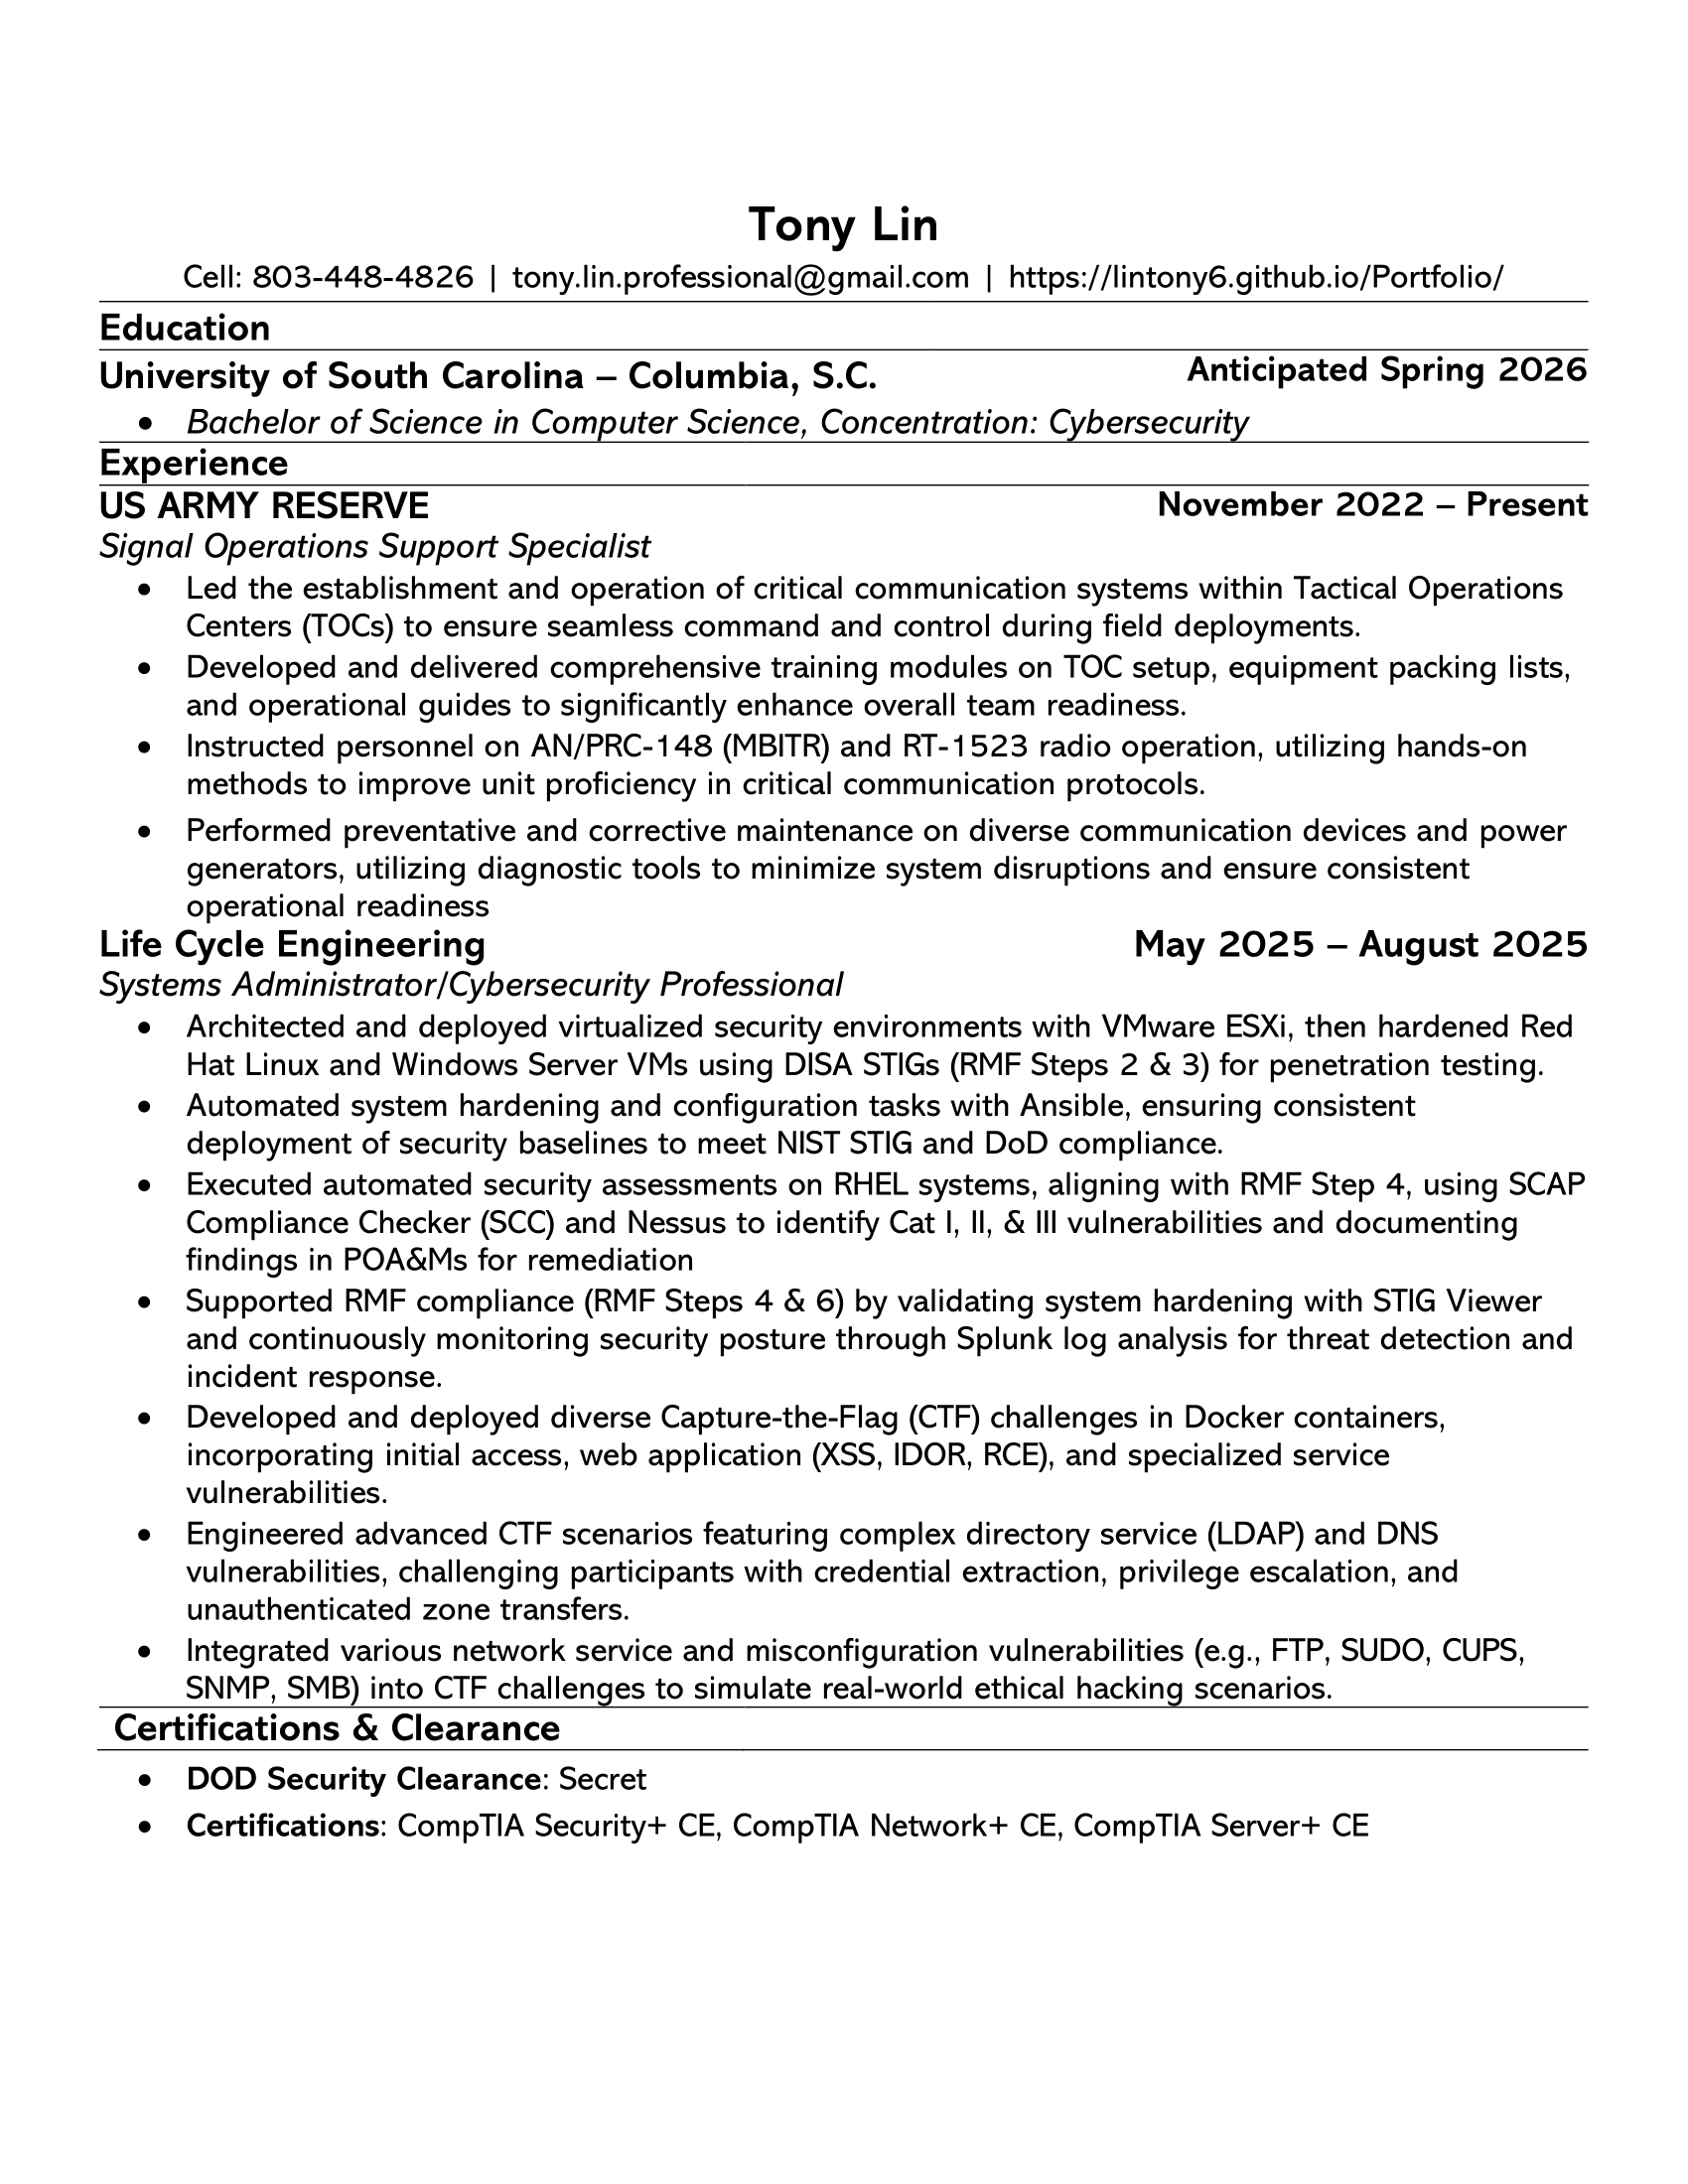 Tony Lin
Cell: 803-448-4826 | tony.lin.professional@gmail.com | https://lintony6.github.io/Portfolio/
Education
University of South Carolina – Columbia, S.C. Anticipated Spring 2026
• Bachelor of Science in Computer Science, Concentration: Cybersecurity
Experience
US ARMY RESERVE November 2022 – Present
Signal Operations Support Specialist
• Led the establishment and operation of critical communication systems within Tactical Operations
Centers (TOCs) to ensure seamless command and control during field deployments.
• Developed and delivered comprehensive training modules on TOC setup, equipment packing lists,
and operational guides to significantly enhance overall team readiness.
• Instructed personnel on AN/PRC-148 (MBITR) and RT-1523 radio operation, utilizing hands-on
methods to improve unit proficiency in critical communication protocols.
• Performed preventative and corrective maintenance on diverse communication devices and power
generators, utilizing diagnostic tools to minimize system disruptions and ensure consistent
operational readiness
Life Cycle Engineering May 2025 – August 2025
Systems Administrator/Cybersecurity Professional
• Architected and deployed virtualized security environments with VMware ESXi, then hardened Red
Hat Linux and Windows Server VMs using DISA STIGs (RMF Steps 2 & 3) for penetration testing.
• Automated system hardening and configuration tasks with Ansible, ensuring consistent
deployment of security baselines to meet NIST STIG and DoD compliance.
• Executed automated security assessments on RHEL systems, aligning with RMF Step 4, using SCAP
Compliance Checker (SCC) and Nessus to identify Cat I, II, & III vulnerabilities and documenting
findings in POA&Ms for remediation
• Supported RMF compliance (RMF Steps 4 & 6) by validating system hardening with STIG Viewer
and continuously monitoring security posture through Splunk log analysis for threat detection and
incident response.
• Developed and deployed diverse Capture-the-Flag (CTF) challenges in Docker containers,
incorporating initial access, web application (XSS, IDOR, RCE), and specialized service
vulnerabilities.
• Engineered advanced CTF scenarios featuring complex directory service (LDAP) and DNS
vulnerabilities, challenging participants with credential extraction, privilege escalation, and
unauthenticated zone transfers.
• Integrated various network service and misconfiguration vulnerabilities (e.g., FTP, SUDO, CUPS,
SNMP, SMB) into CTF challenges to simulate real-world ethical hacking scenarios.
Certifications & Clearance
• DOD Security Clearance: Secret
• Certifications: CompTIA Security+ CE, CompTIA Network+ CE, CompTIA Server+ CE